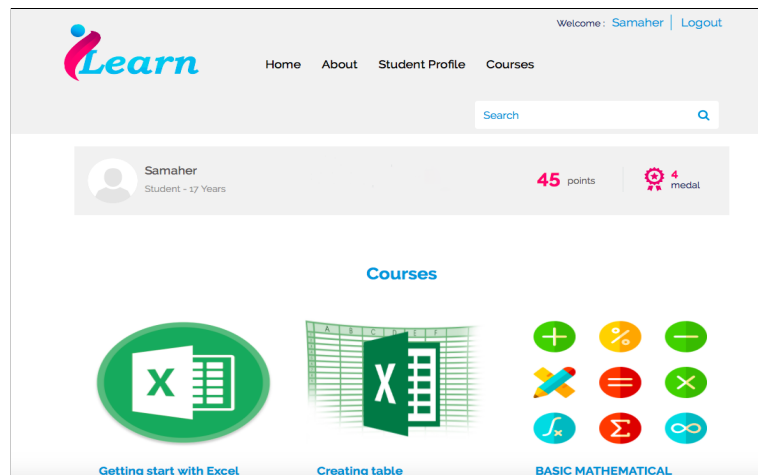 Welcome : Samaher | Logout
Learn
Home About Student Profile Courses
Search
Samaher
Student - 17 Years
45 points
4 medal
Courses
A B C D E F
X
X
+ % −
= ×
∫x Σ ∞
Getting start with Excel
Creating table
BASIC MATHEMATICAL